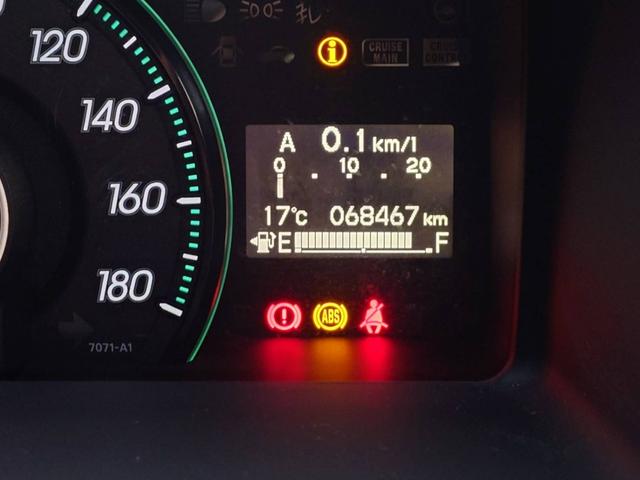 120
140
160
180
7071-A1
i
CRUISE
MAIN
A 0.1 km/l
0 . 10 . 20
17°c 068467 km
E F
! ABS